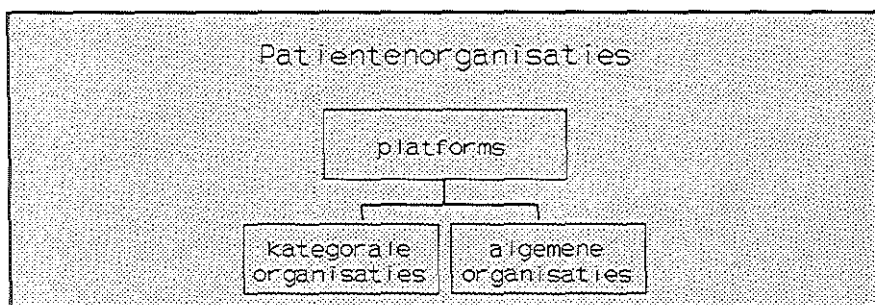 Patientenorganisaties
platforms
kategorale
organisaties
algemene
organisaties